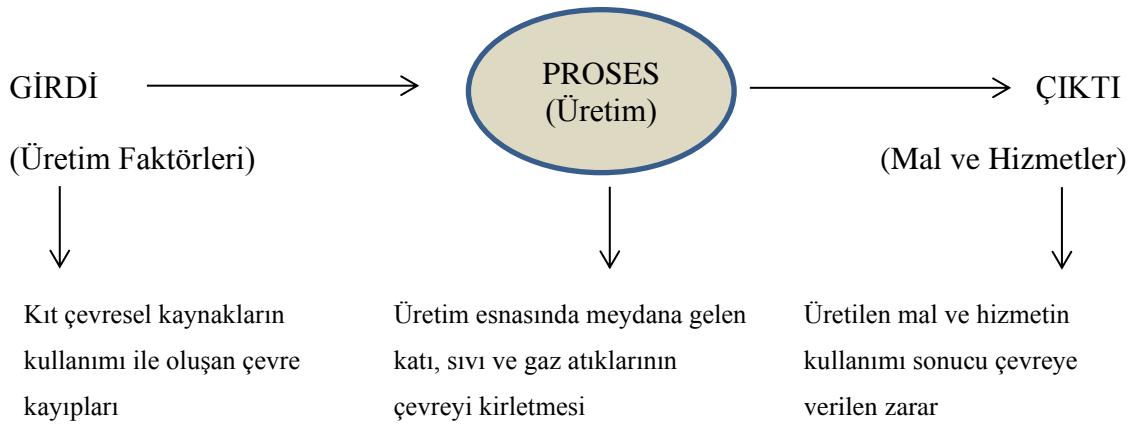 GİRDİ
(Üretim Faktörleri)
PROSES
(Üretim)
ÇIKTI
(Mal ve Hizmetler)
Kıt çevresel kaynakların
kullanımı ile oluşan çevre
kayıpları
Üretim esnasında meydana gelen
katı, sıvı ve gaz atıklarının
çevreyi kirletmesi
Üretilen mal ve hizmetin
kullanımı sonucu çevreye
verilen zarar